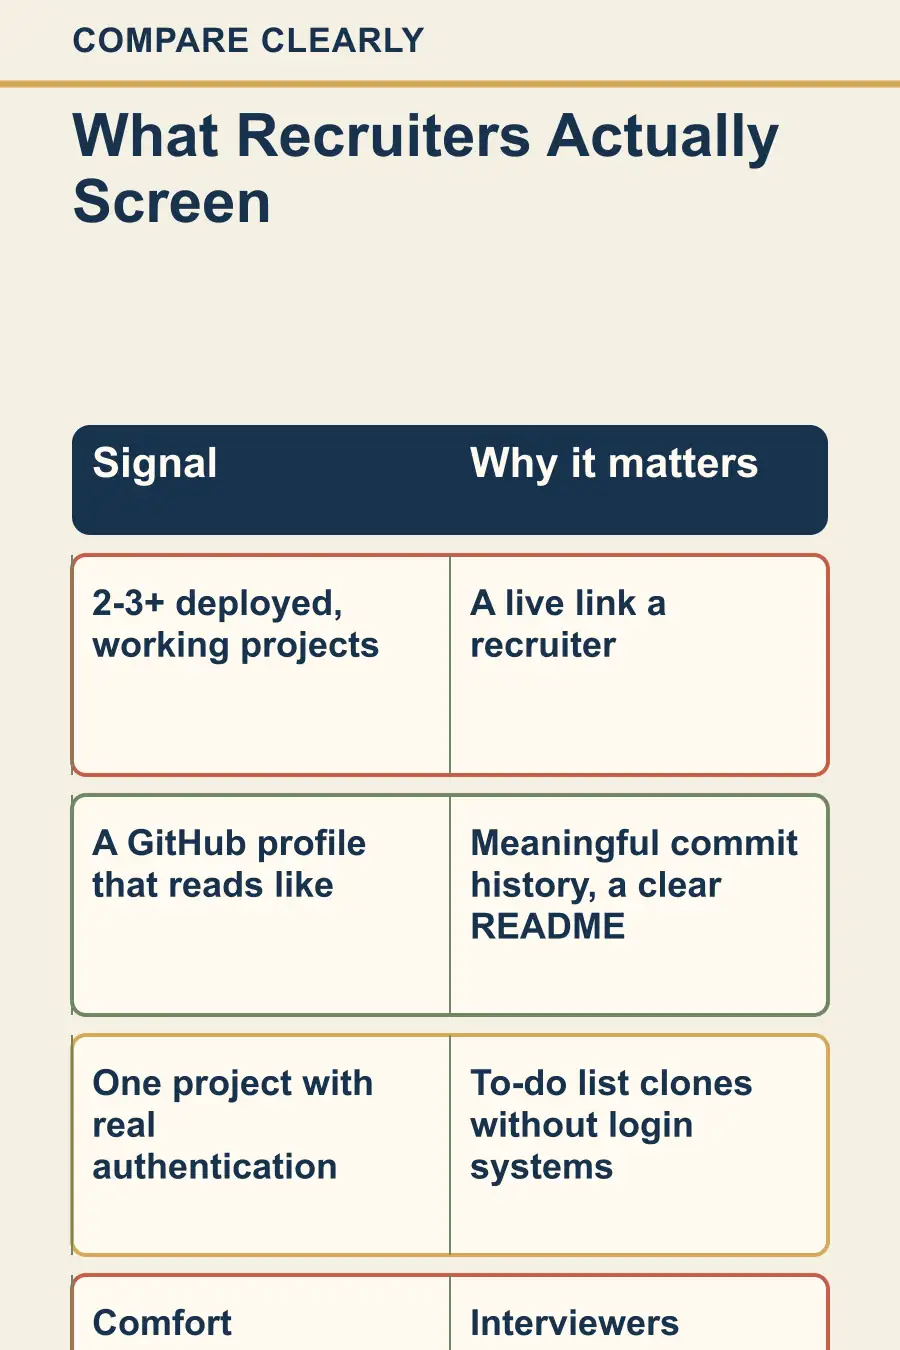 COMPARE CLEARLY
What Recruiters Actually
Screen
Signal
Why it matters
2-3+ deployed,
working projects
A live link a
recruiter
A GitHub profile
that reads like
Meaningful commit
history, a clear
README
One project with
real
authentication
To-do list clones
without login
systems
Comfort
Interviewers